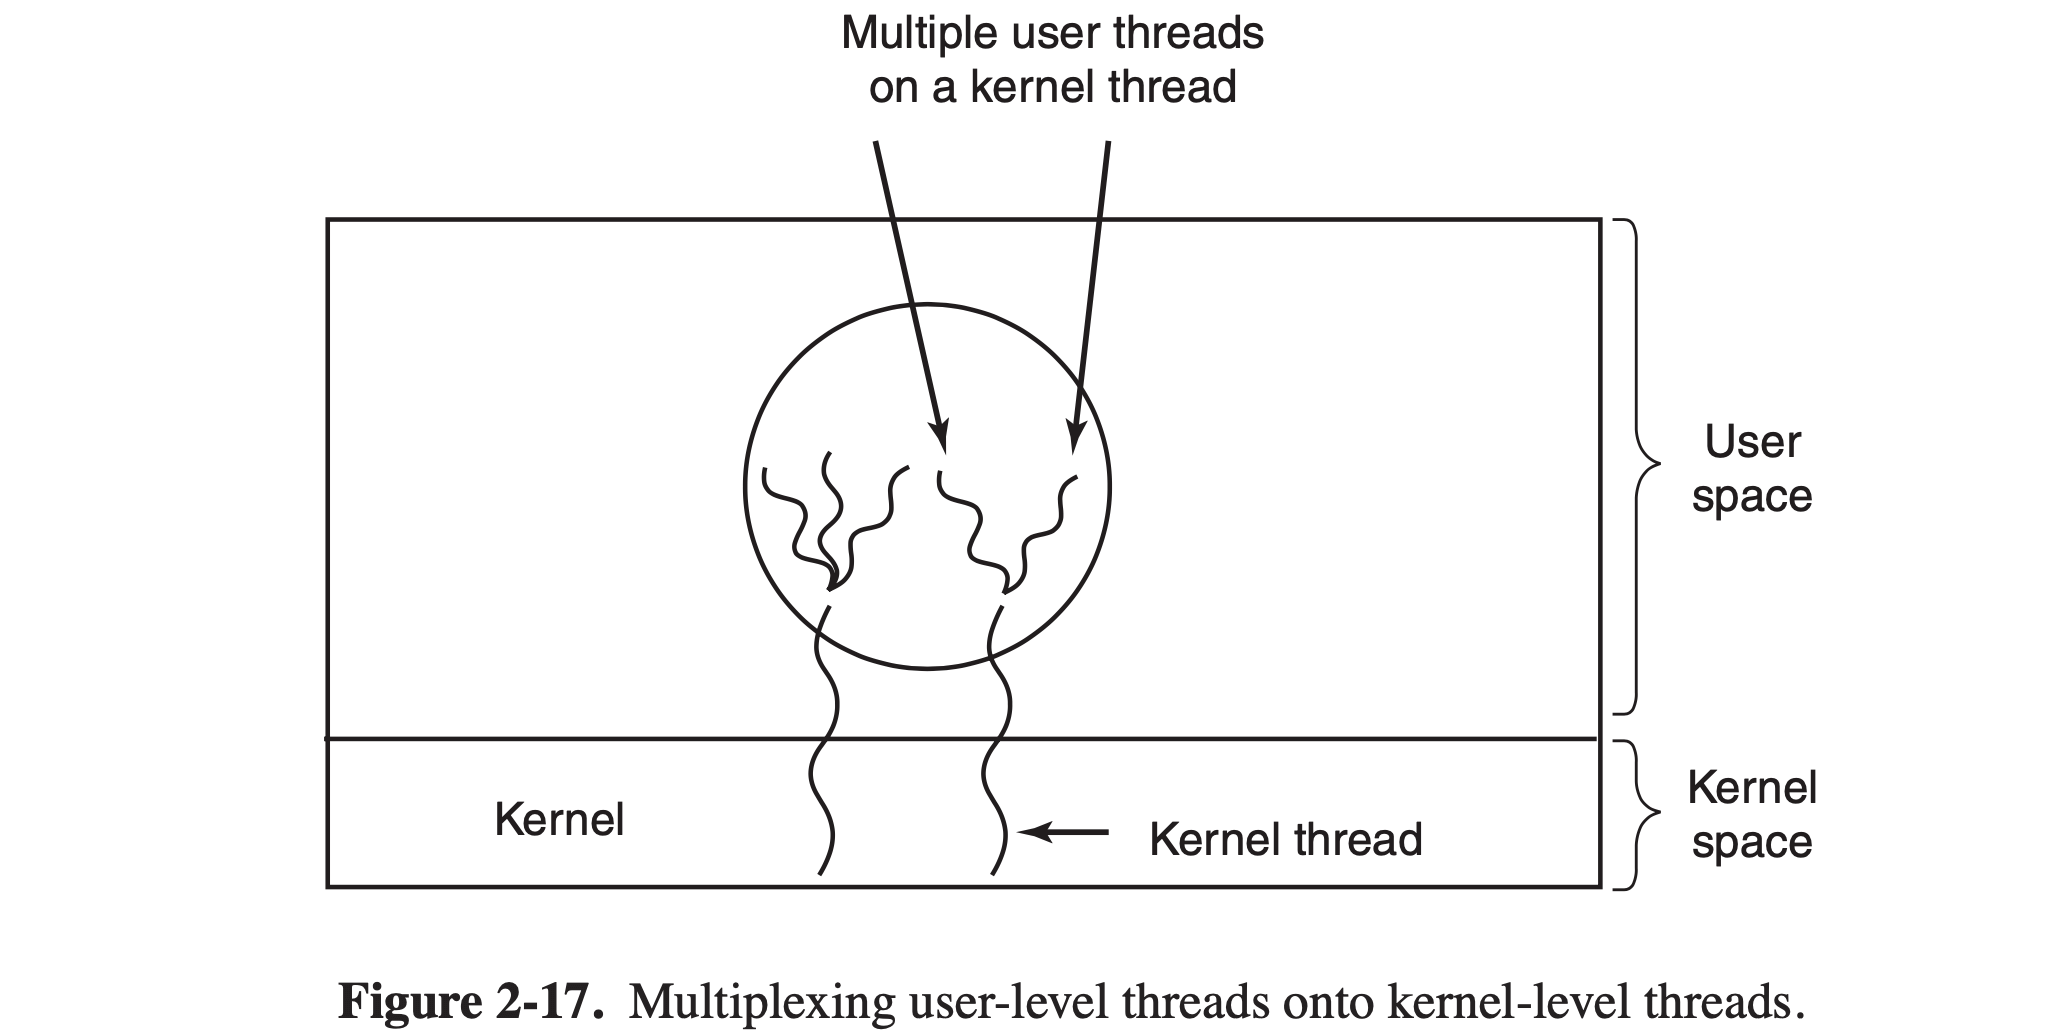 Multiple user threads
on a kernel thread
User
space
Kernel
Kernel thread
Kernel
space
Figure 2-17. Multiplexing user-level threads onto kernel-level threads.